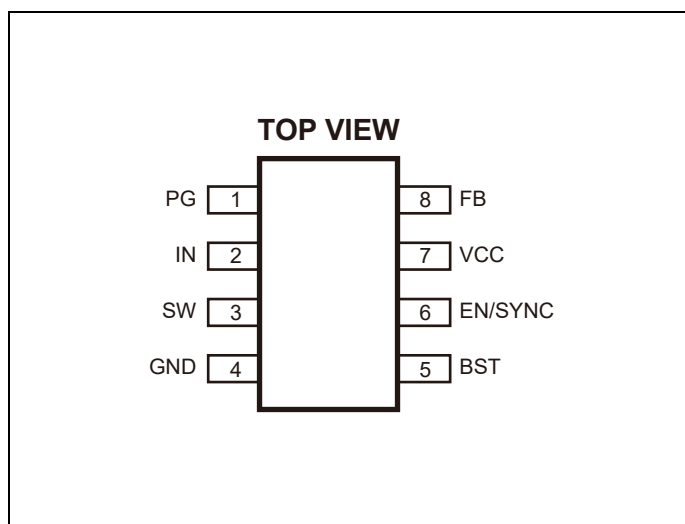 TOP VIEW
PG 1 8 FB
IN 2 7 VCC
SW 3 6 EN/SYNC
GND 4 5 BST